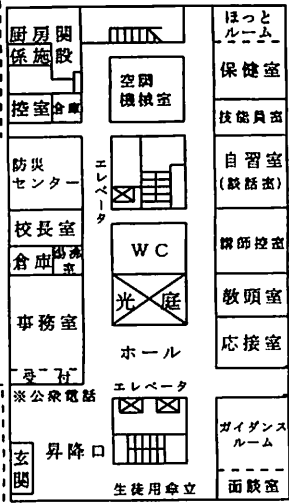 厨房関
係施設
控室
倉庫
防災
センター
校長室
倉庫
事務室
受付
※公衆電話
玄関
昇降口
空調
機械室
エレベータ
WC
光庭
ホール
エレベータ
生徒用傘立
ほっと
ルーム
保健室
技能員室
自習室
(談話室)
講師控室
教頭室
応接室
ガイダンス
ルーム
面談室